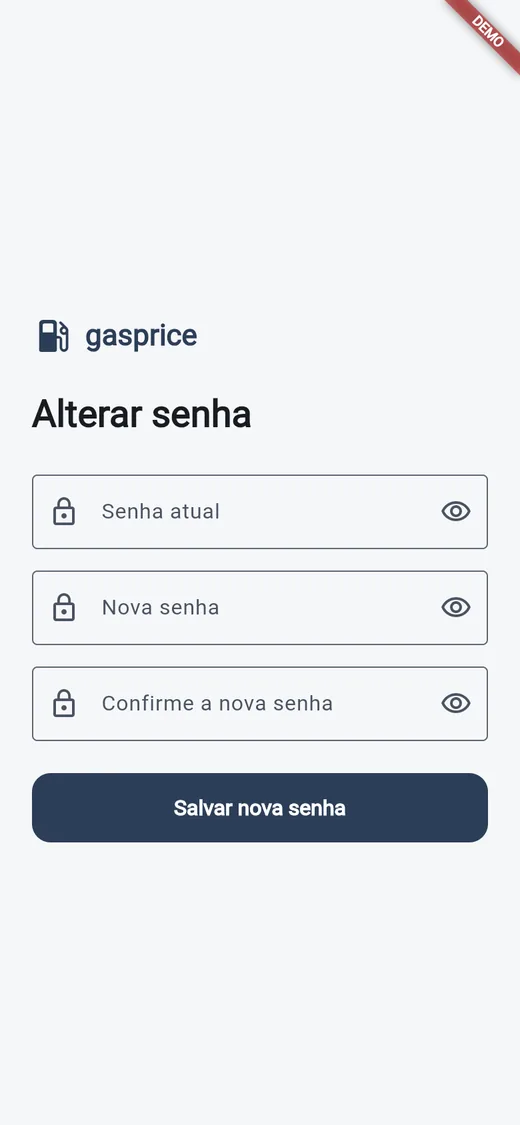 DEMO
gasprice
Alterar senha
Senha atual
Nova senha
Confirme a nova senha
Salvar nova senha